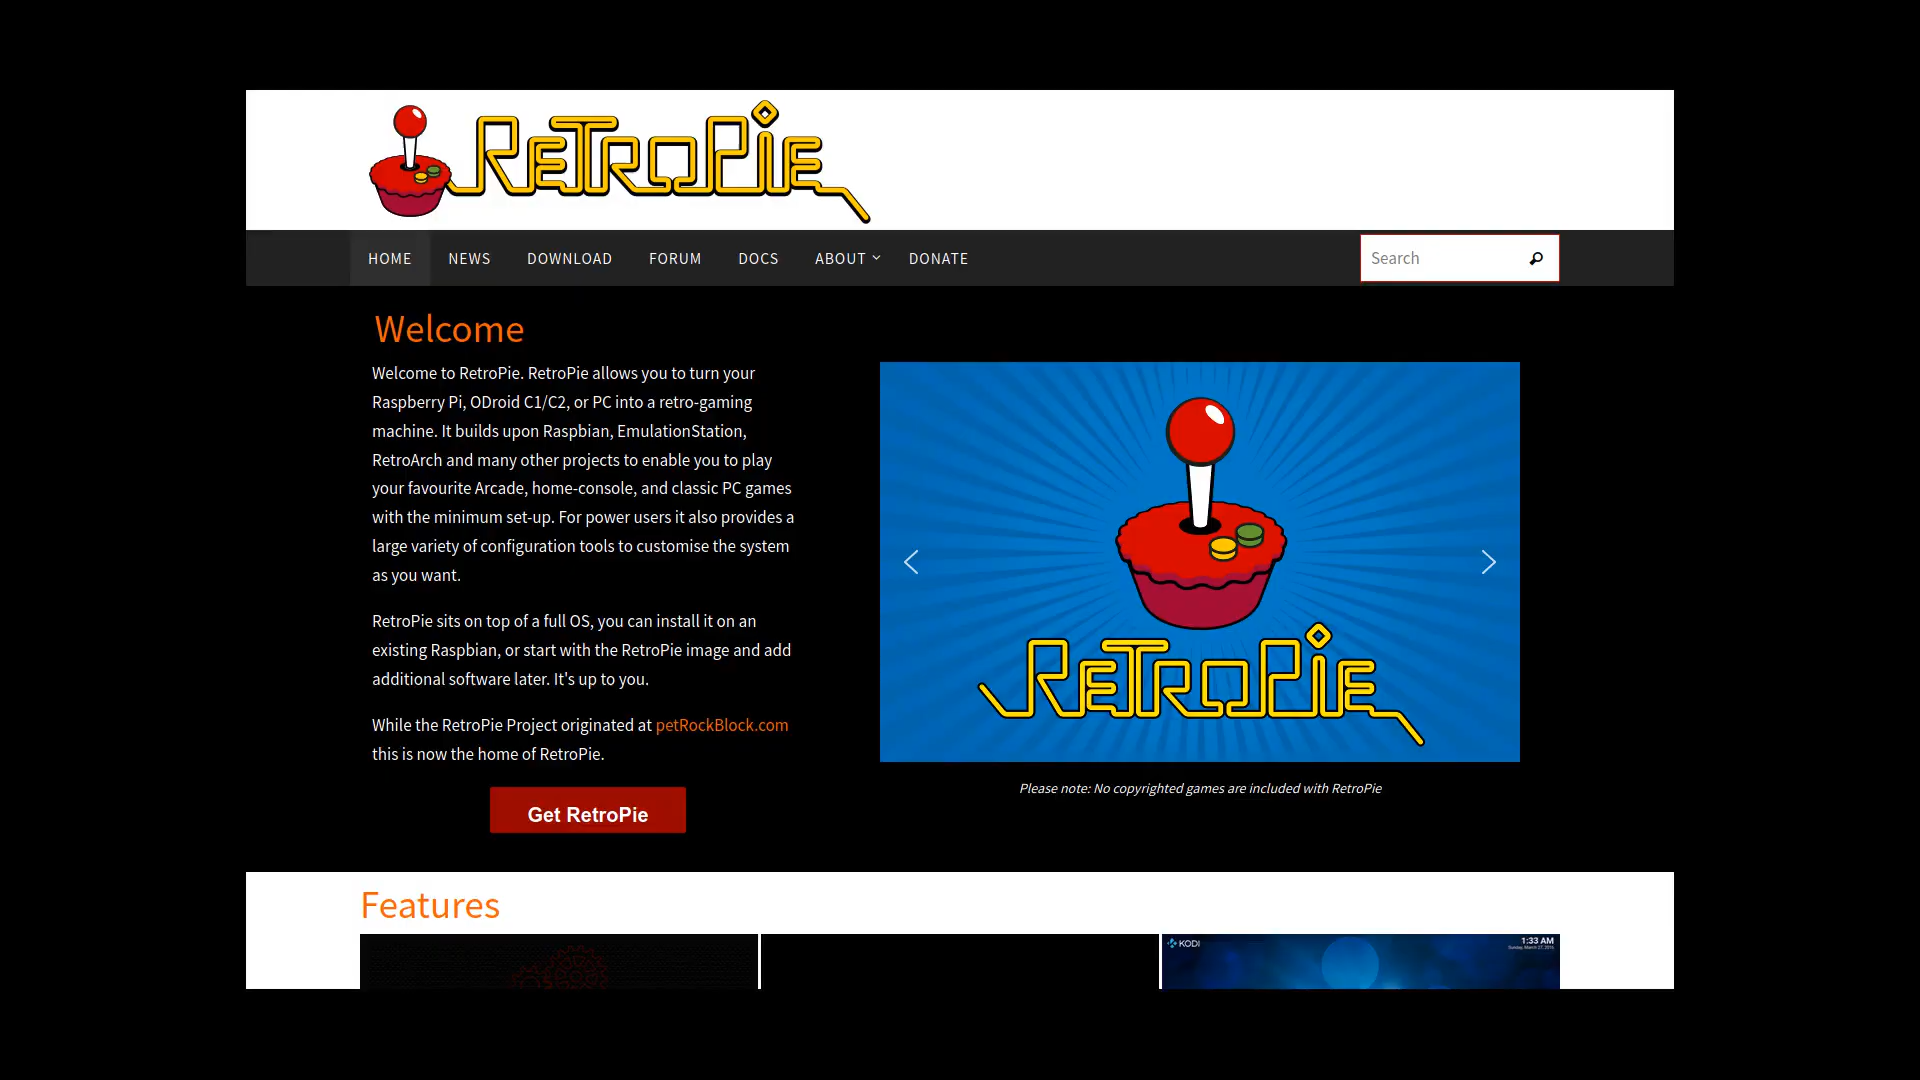 RetroPie
HOME NEWS DOWNLOAD FORUM DOCS ABOUT DONATE Search
Welcome
Welcome to RetroPie. RetroPie allows you to turn your
Raspberry Pi, ODroid C1/C2, or PC into a retro-gaming
machine. It builds upon Raspbian, EmulationStation,
RetroArch and many other projects to enable you to play
your favourite Arcade, home-console, and classic PC games
with the minimum set-up. For power users it also provides a
large variety of configuration tools to customise the system
as you want.
RetroPie sits on top of a full OS, you can install it on an
existing Raspbian, or start with the RetroPie image and add
additional software later. It's up to you.
While the RetroPie Project originated at petRockBlock.com
this is now the home of RetroPie.
Get RetroPie
RetroPie
Please note: No copyrighted games are included with RetroPie
Features
KODI
1:33 AM